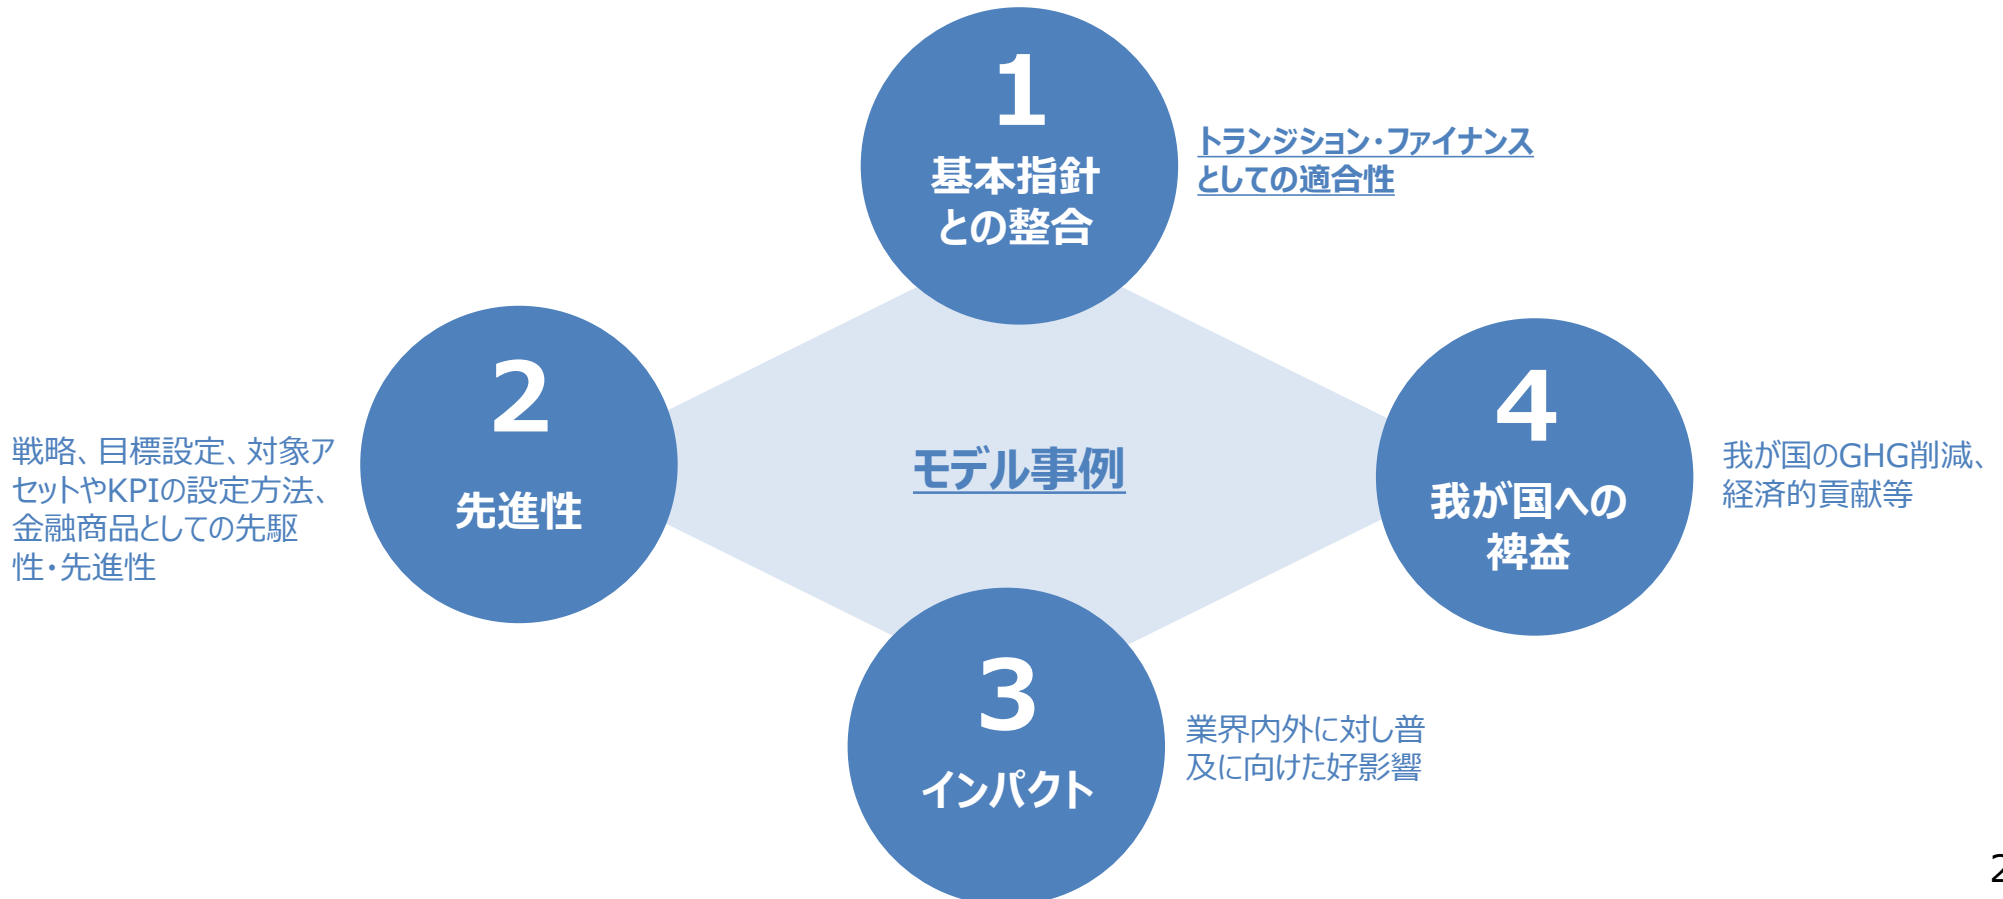 1
基本指針
との整合
トランジション・ファイナンス
としての適合性
2
先進性
戦略、目標設定、対象ア
セットやKPIの設定方法、
金融商品としての先駆
性・先進性
モデル事例
4
我が国への
裨益
我が国のGHG削減、
経済的貢献等
3
インパクト
業界内外に対し普
及に向けた好影響
2